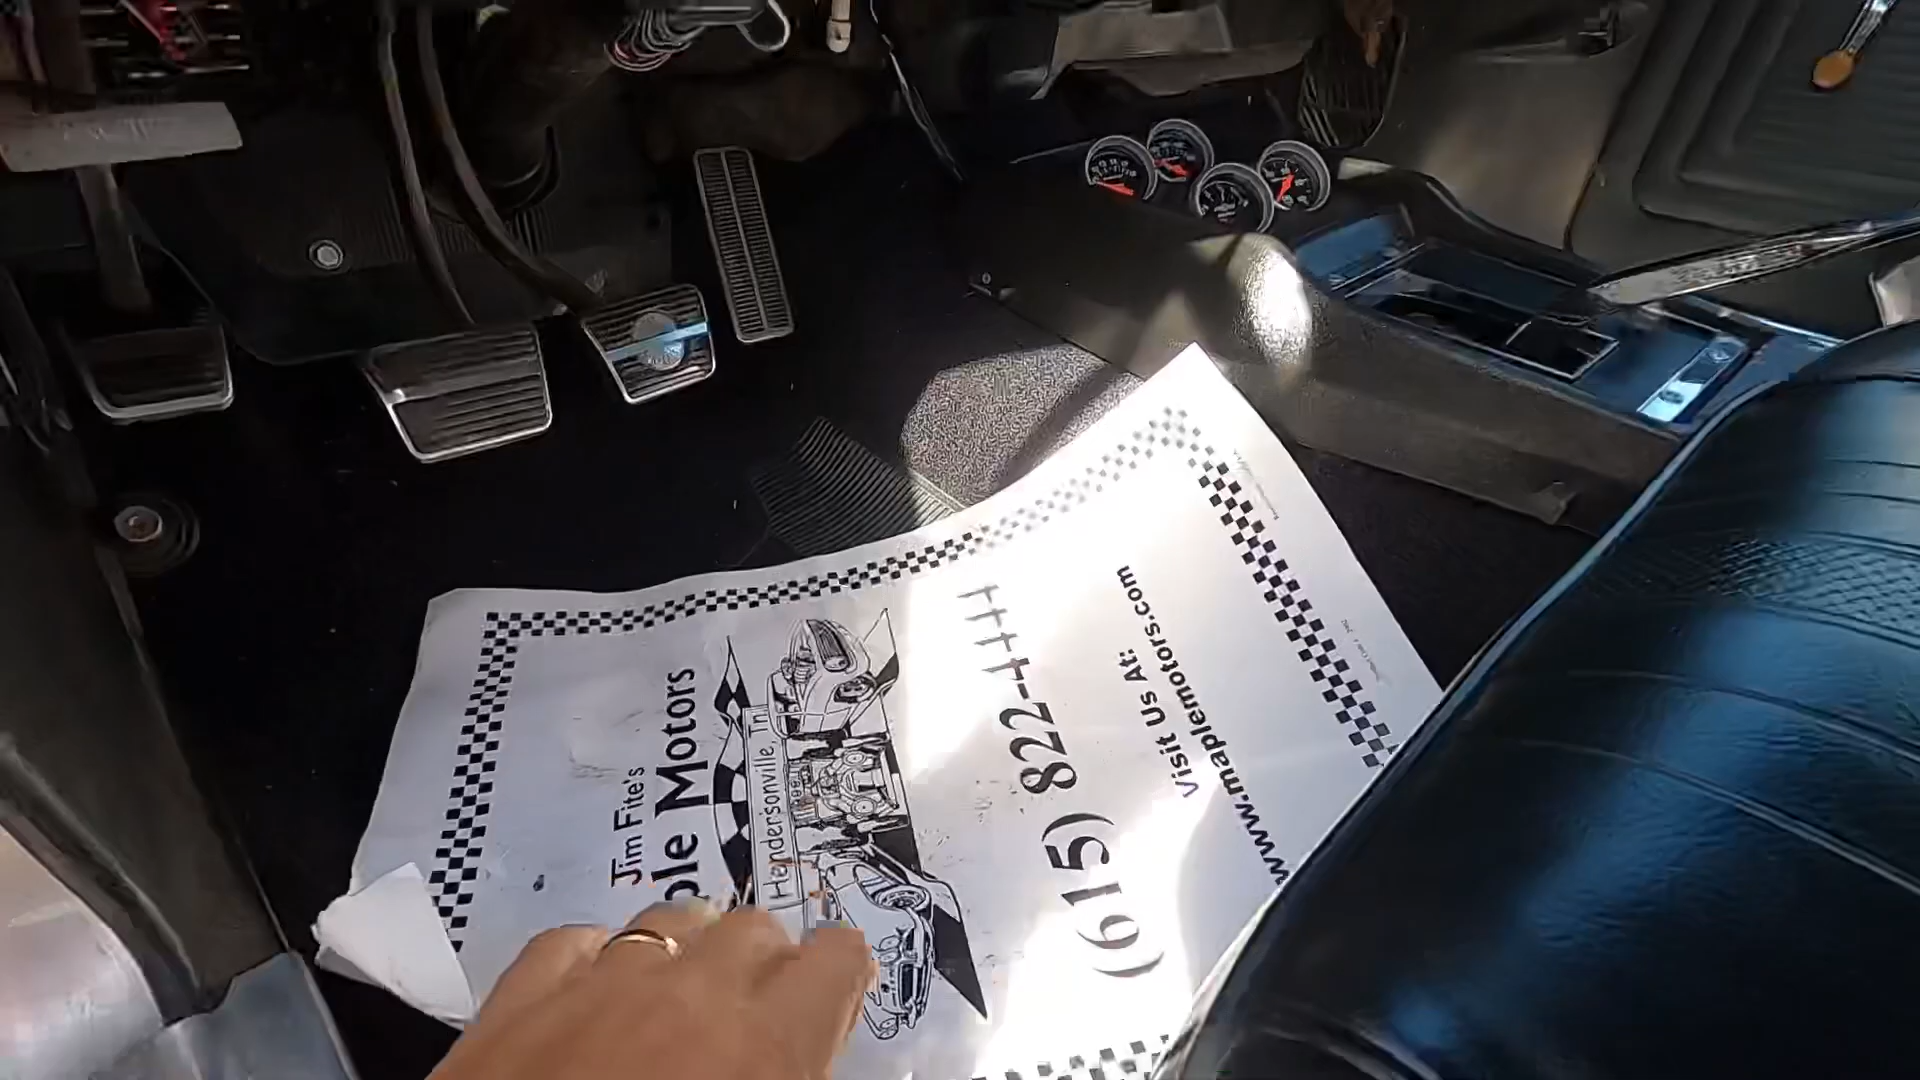 Jim Fite's
ple Motors
Hendersonville, Tn
(615) 822-4444
Visit Us At:
www.maplemotors.com